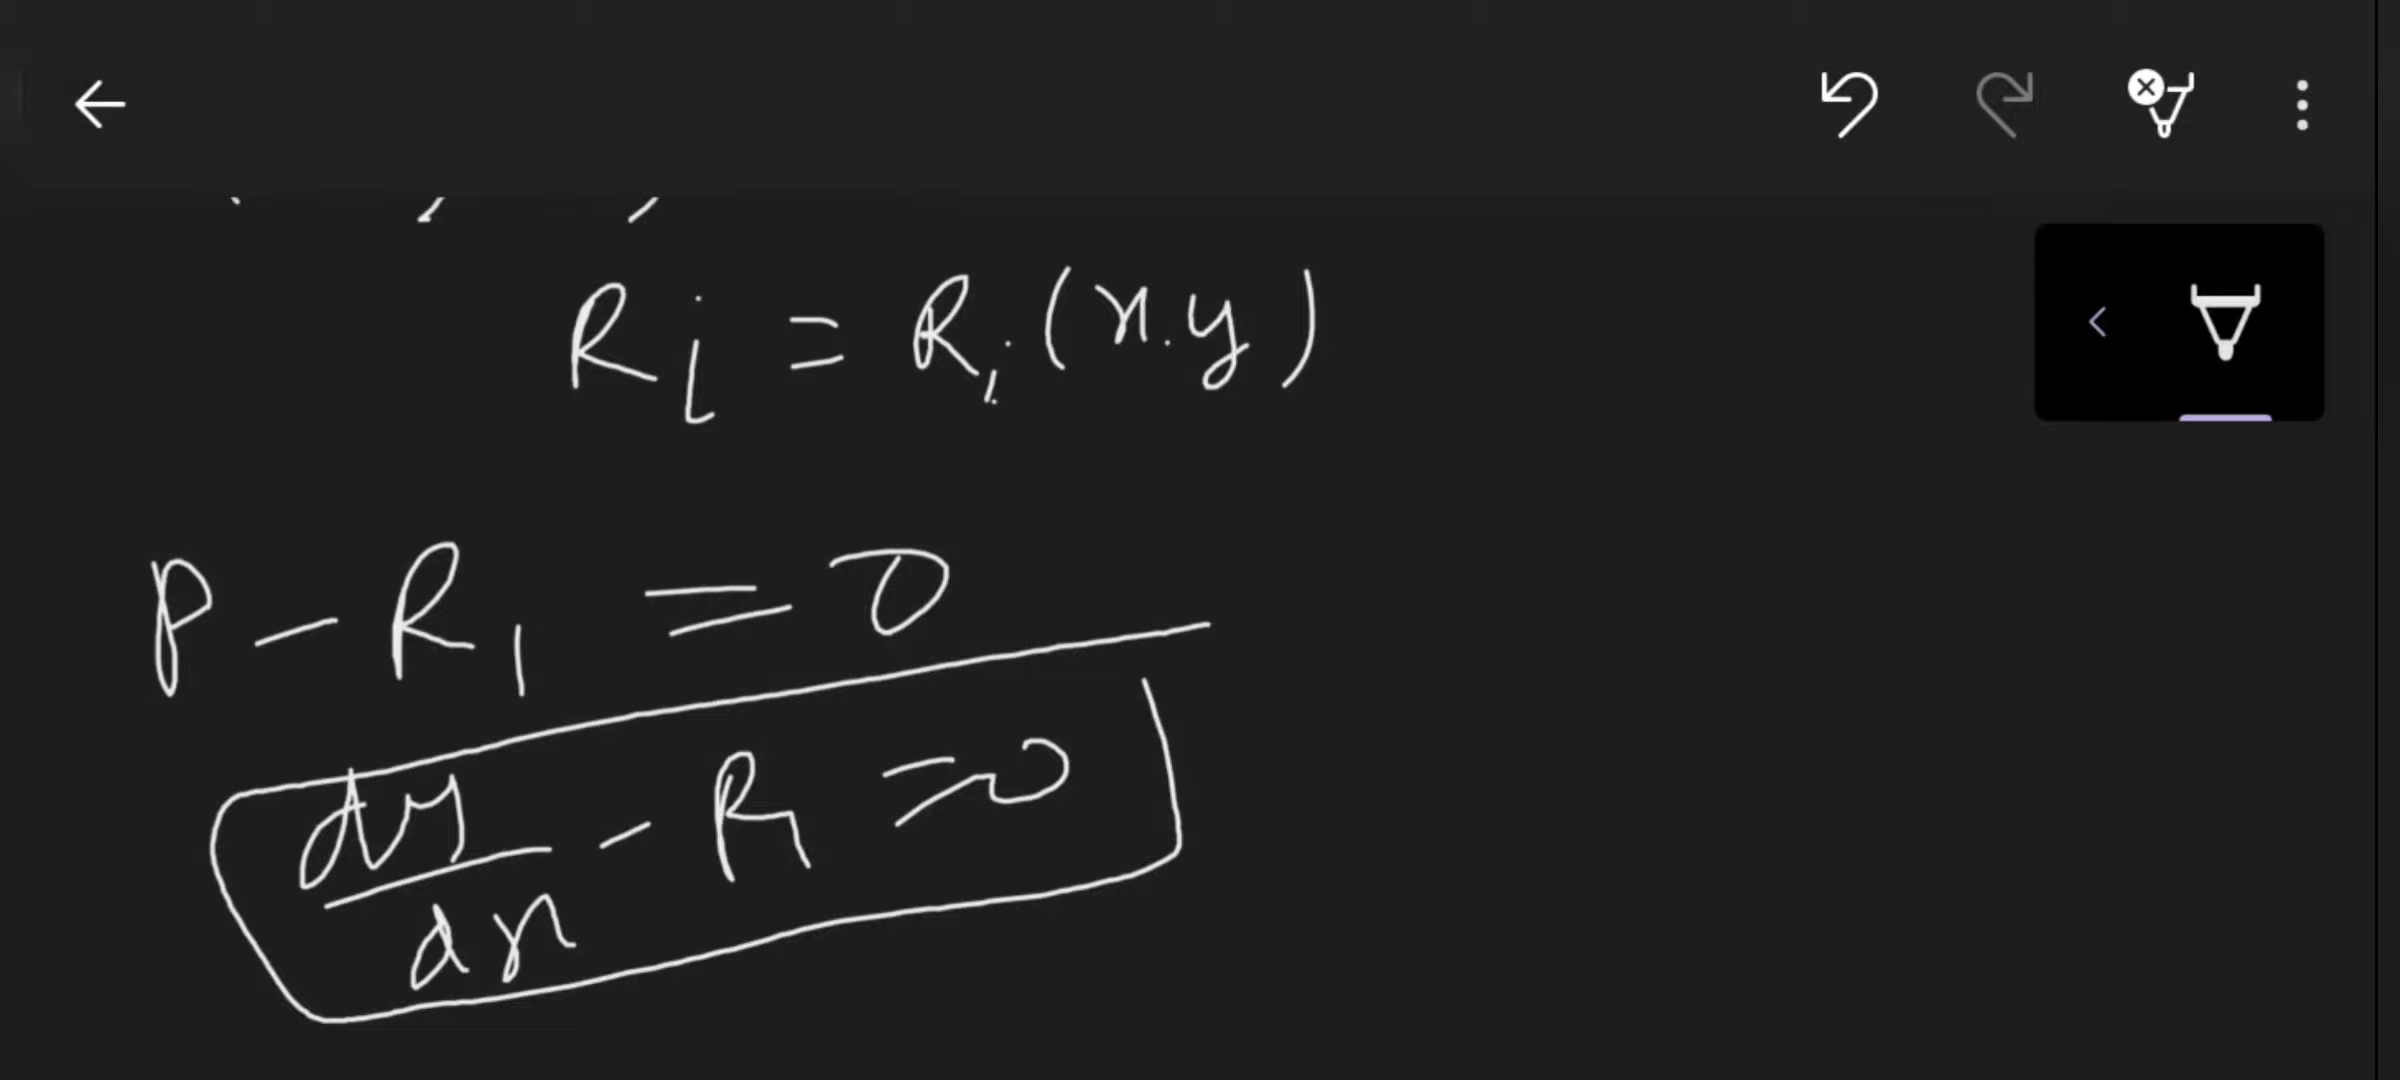 Ri = Ri(x.y)
p - R1 = 0
dy/dx - R1 = 0